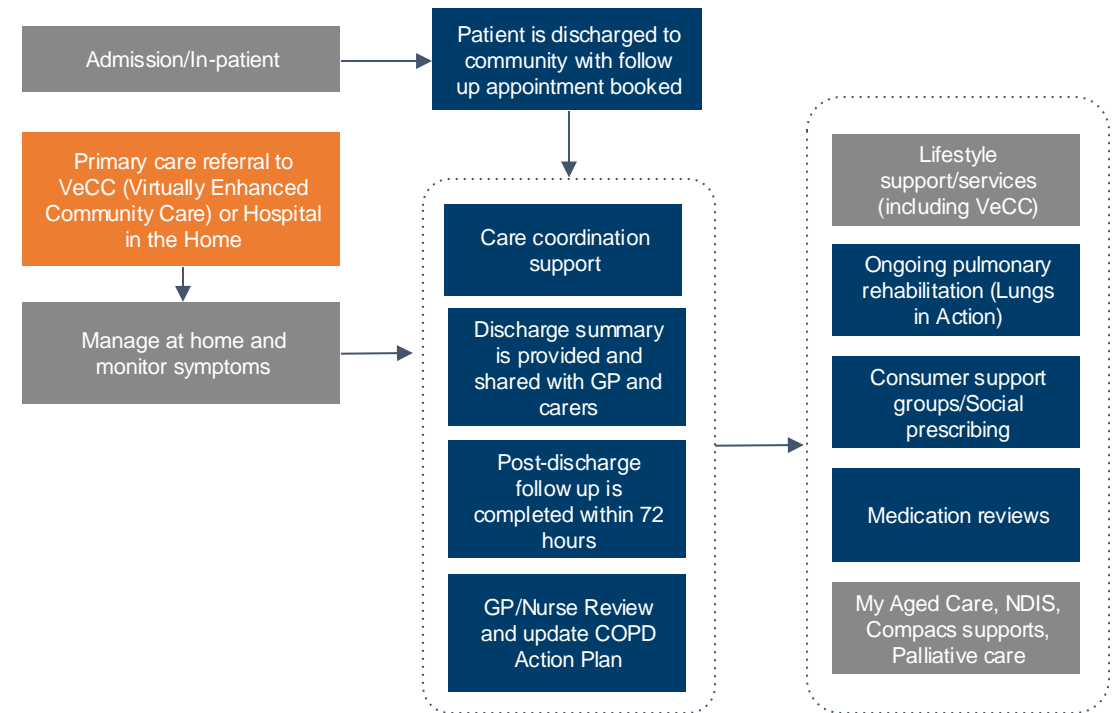 Admission/In-patient
Patient is discharged to
community with follow
up appointment booked
Primary care referral to
VeCC (Virtually Enhanced
Community Care) or Hospital
in the Home
Manage at home and
monitor symptoms
Care coordination
support
Discharge summary
is provided and
shared with GP and
carers
Post-discharge
follow up is
completed within 72
hours
GP/Nurse Review
and update COPD
Action Plan
Lifestyle
support/services
(including VeCC)
Ongoing pulmonary
rehabilitation (Lungs
in Action)
Consumer support
groups/Social
prescribing
Medication reviews
My Aged Care, NDIS,
Compacs supports,
Palliative care